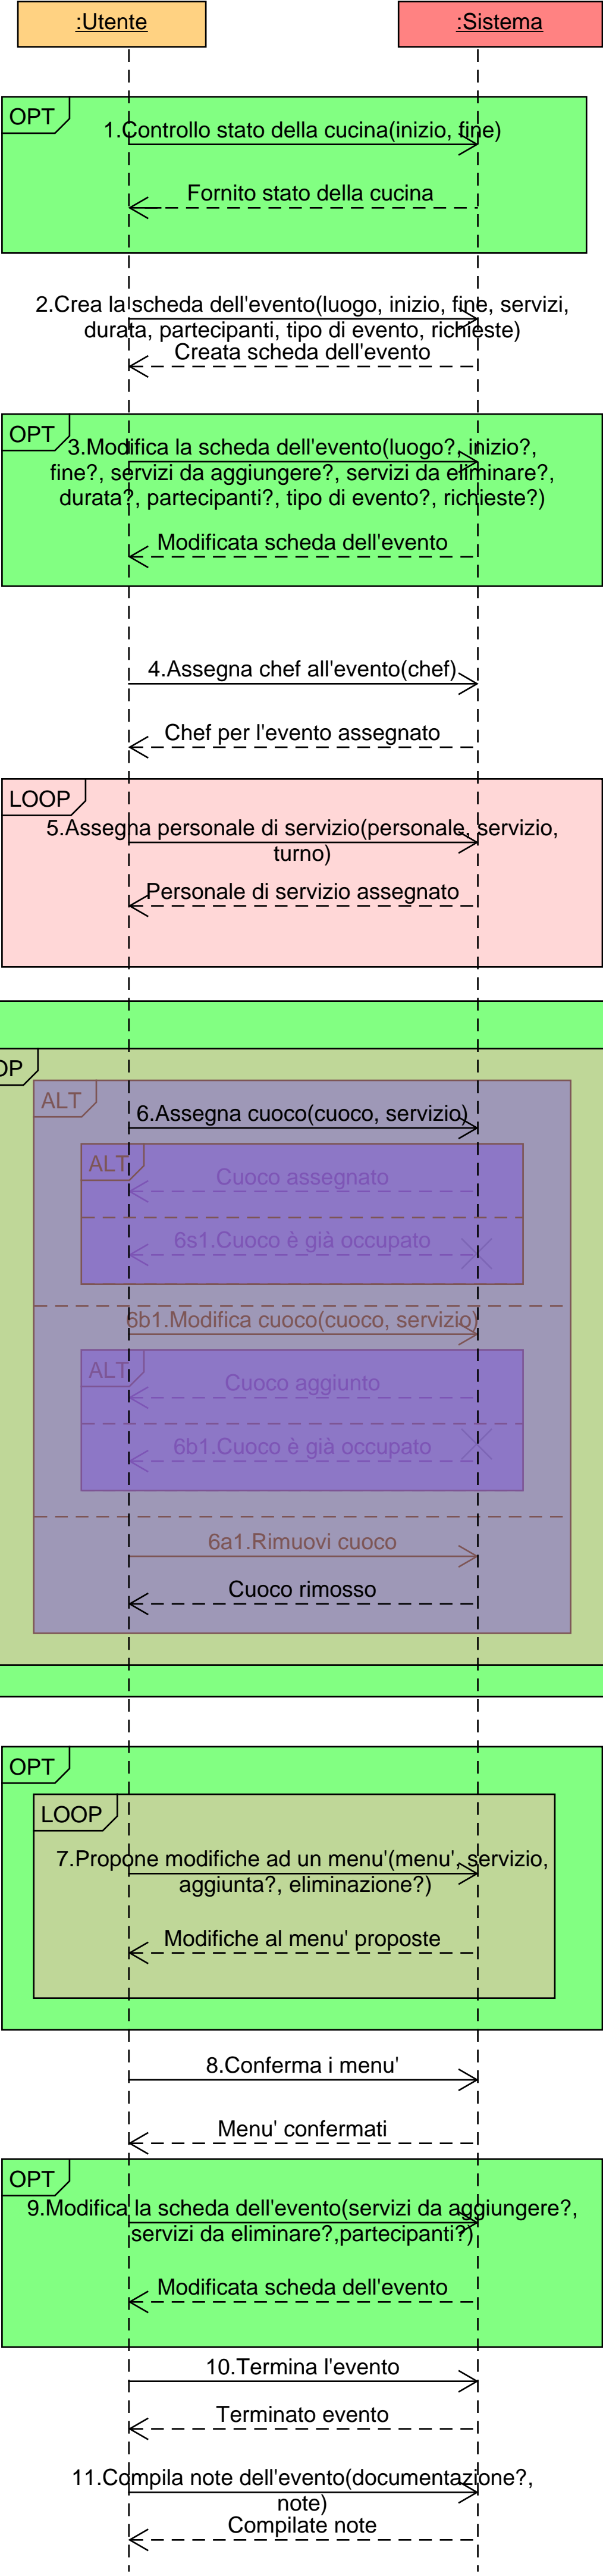 :Utente
:Sistema
OPT
1.Controllo stato della cucina(inizio, fine)
Fornito stato della cucina
2.Crea la scheda dell'evento(luogo, inizio, fine, servizi,
durata, partecipanti, tipo di evento, richieste)
Creata scheda dell'evento
OPT
3.Modifica la scheda dell'evento(luogo?, inizio?,
fine?, servizi da aggiungere?, servizi da eliminare?,
durata?, partecipanti?, tipo di evento?, richieste?)
Modificata scheda dell'evento
4.Assegna chef all'evento(chef)
Chef per l'evento assegnato
LOOP
5.Assegna personale di servizio(personale, servizio,
turno)
Personale di servizio assegnato
OP
ALT
6.Assegna cuoco(cuoco, servizio)
ALT
Cuoco assegnato
6s1.Cuoco è già occupato
6b1.Modifica cuoco(cuoco, servizio)
ALT
Cuoco aggiunto
6b1.Cuoco è già occupato
6a1.Rimuovi cuoco
Cuoco rimosso
OPT
LOOP
7.Propone modifiche ad un menu'(menu', servizio,
aggiunta?, eliminazione?)
Modifiche al menu' proposte
8.Conferma i menu'
Menu' confermati
OPT
9.Modifica la scheda dell'evento(servizi da aggiungere?,
servizi da eliminare?,partecipanti?)
Modificata scheda dell'evento
10.Termina l'evento
Terminato evento
11.Compila note dell'evento(documentazione?,
note)
Compilate note